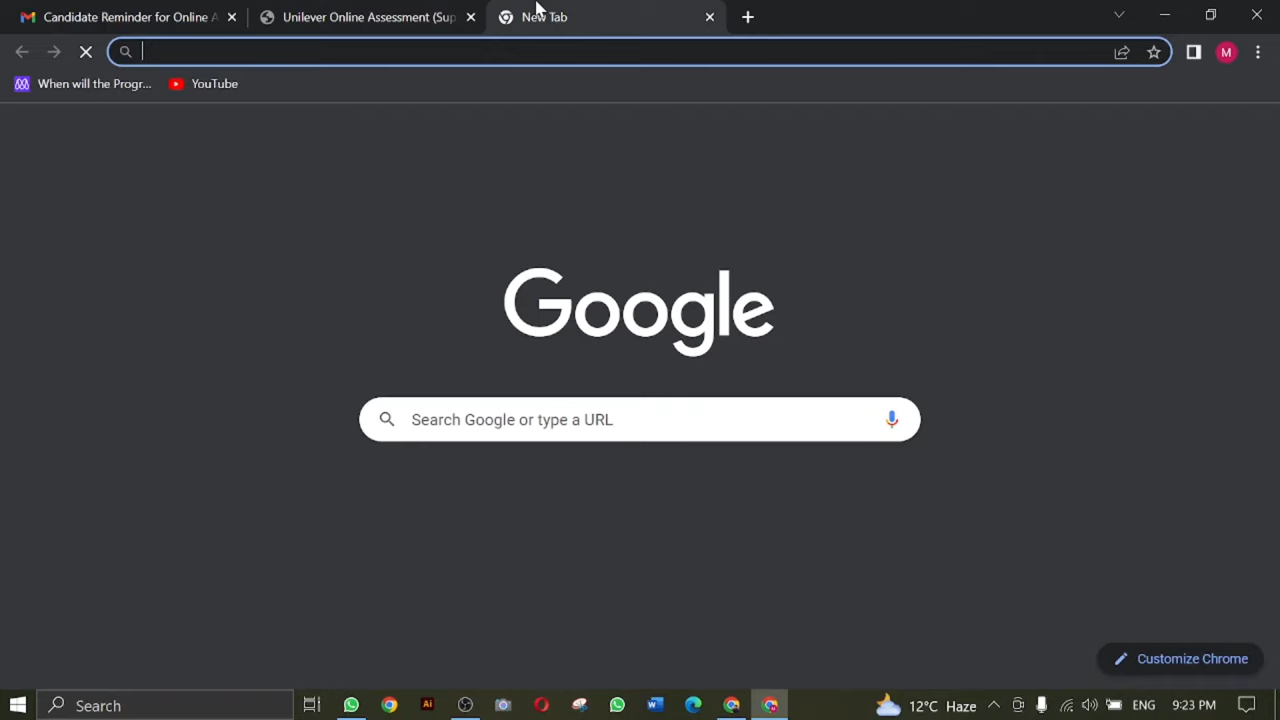 Candidate Reminder for Online A
Unilever Online Assessment (Sup
New Tab
M
When will the Progr...
YouTube
Google
Search Google or type a URL
Customize Chrome
Search
Ai
W
M
12°C Haze
ENG
9:23 PM